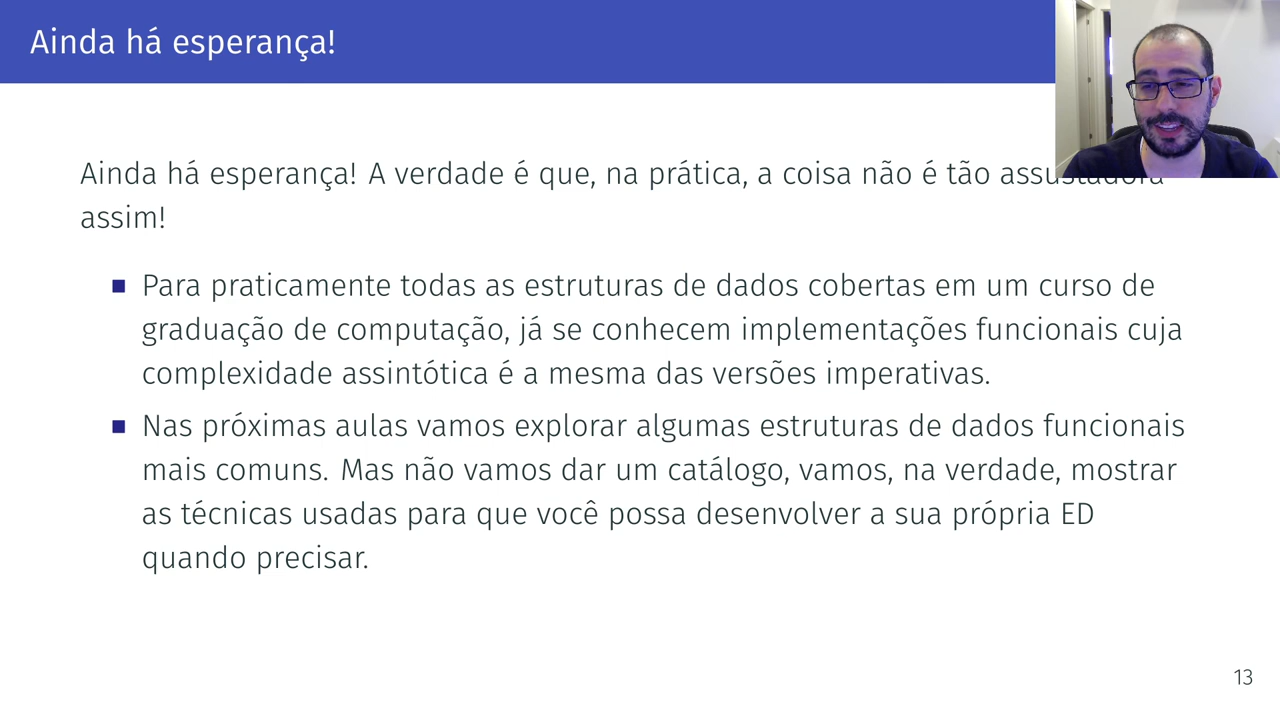 Ainda há esperança!
Ainda há esperança! A verdade é que, na prática, a coisa não é tão assustadora
assim!
■ Para praticamente todas as estruturas de dados cobertas em um curso de
graduação de computação, já se conhecem implementações funcionais cuja
complexidade assintótica é a mesma das versões imperativas.
■ Nas próximas aulas vamos explorar algumas estruturas de dados funcionais
mais comuns. Mas não vamos dar um catálogo, vamos, na verdade, mostrar
as técnicas usadas para que você possa desenvolver a sua própria ED
quando precisar.
13